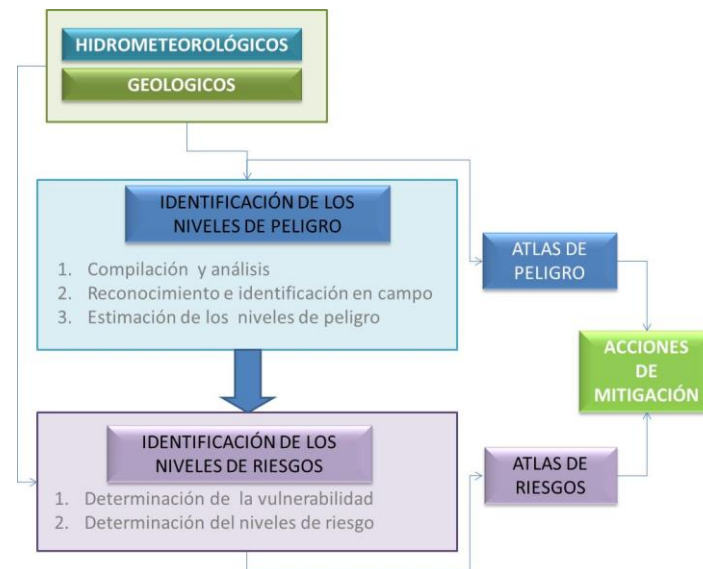 HIDROMETEOROLÓGICOS
GEOLOGICOS
IDENTIFICACIÓN DE LOS
NIVELES DE PELIGRO
1. Compilación y análisis
2. Reconocimiento e identificación en campo
3. Estimación de los niveles de peligro
ATLAS DE
PELIGRO
ACCIONES
DE
MITIGACIÓN
IDENTIFICACIÓN DE LOS
NIVELES DE RIESGOS
1. Determinación de la vulnerabilidad
2. Determinación del niveles de riesgo
ATLAS DE
RIESGOS